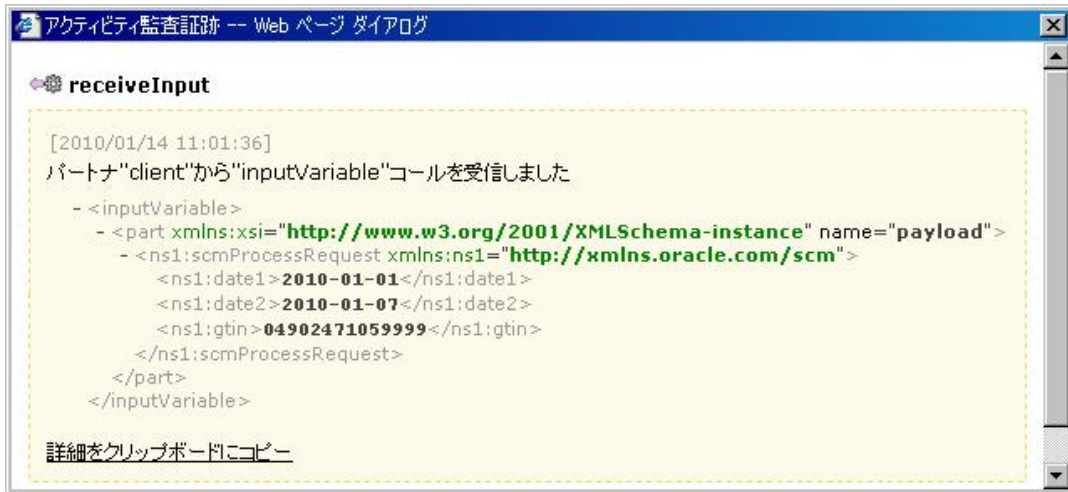 アクティビティ監査証跡 -- Web ページ ダイアログ
receiveInput
[2010/01/14 11:01:36]
パートナ"client"から"inputVariable"コールを受信しました
- <inputVariable>
- <part xmlns:xsi="http://www.w3.org/2001/XMLSchema-instance" name="payload">
- <ns1:scmProcessRequest xmlns:ns1="http://xmlns.oracle.com/scm">
<ns1:date1>2010-01-01</ns1:date1>
<ns1:date2>2010-01-07</ns1:date2>
<ns1:gtin>04902471059999</ns1:gtin>
</ns1:scmProcessRequest>
</part>
</inputVariable>
詳細をクリップボードにコピー